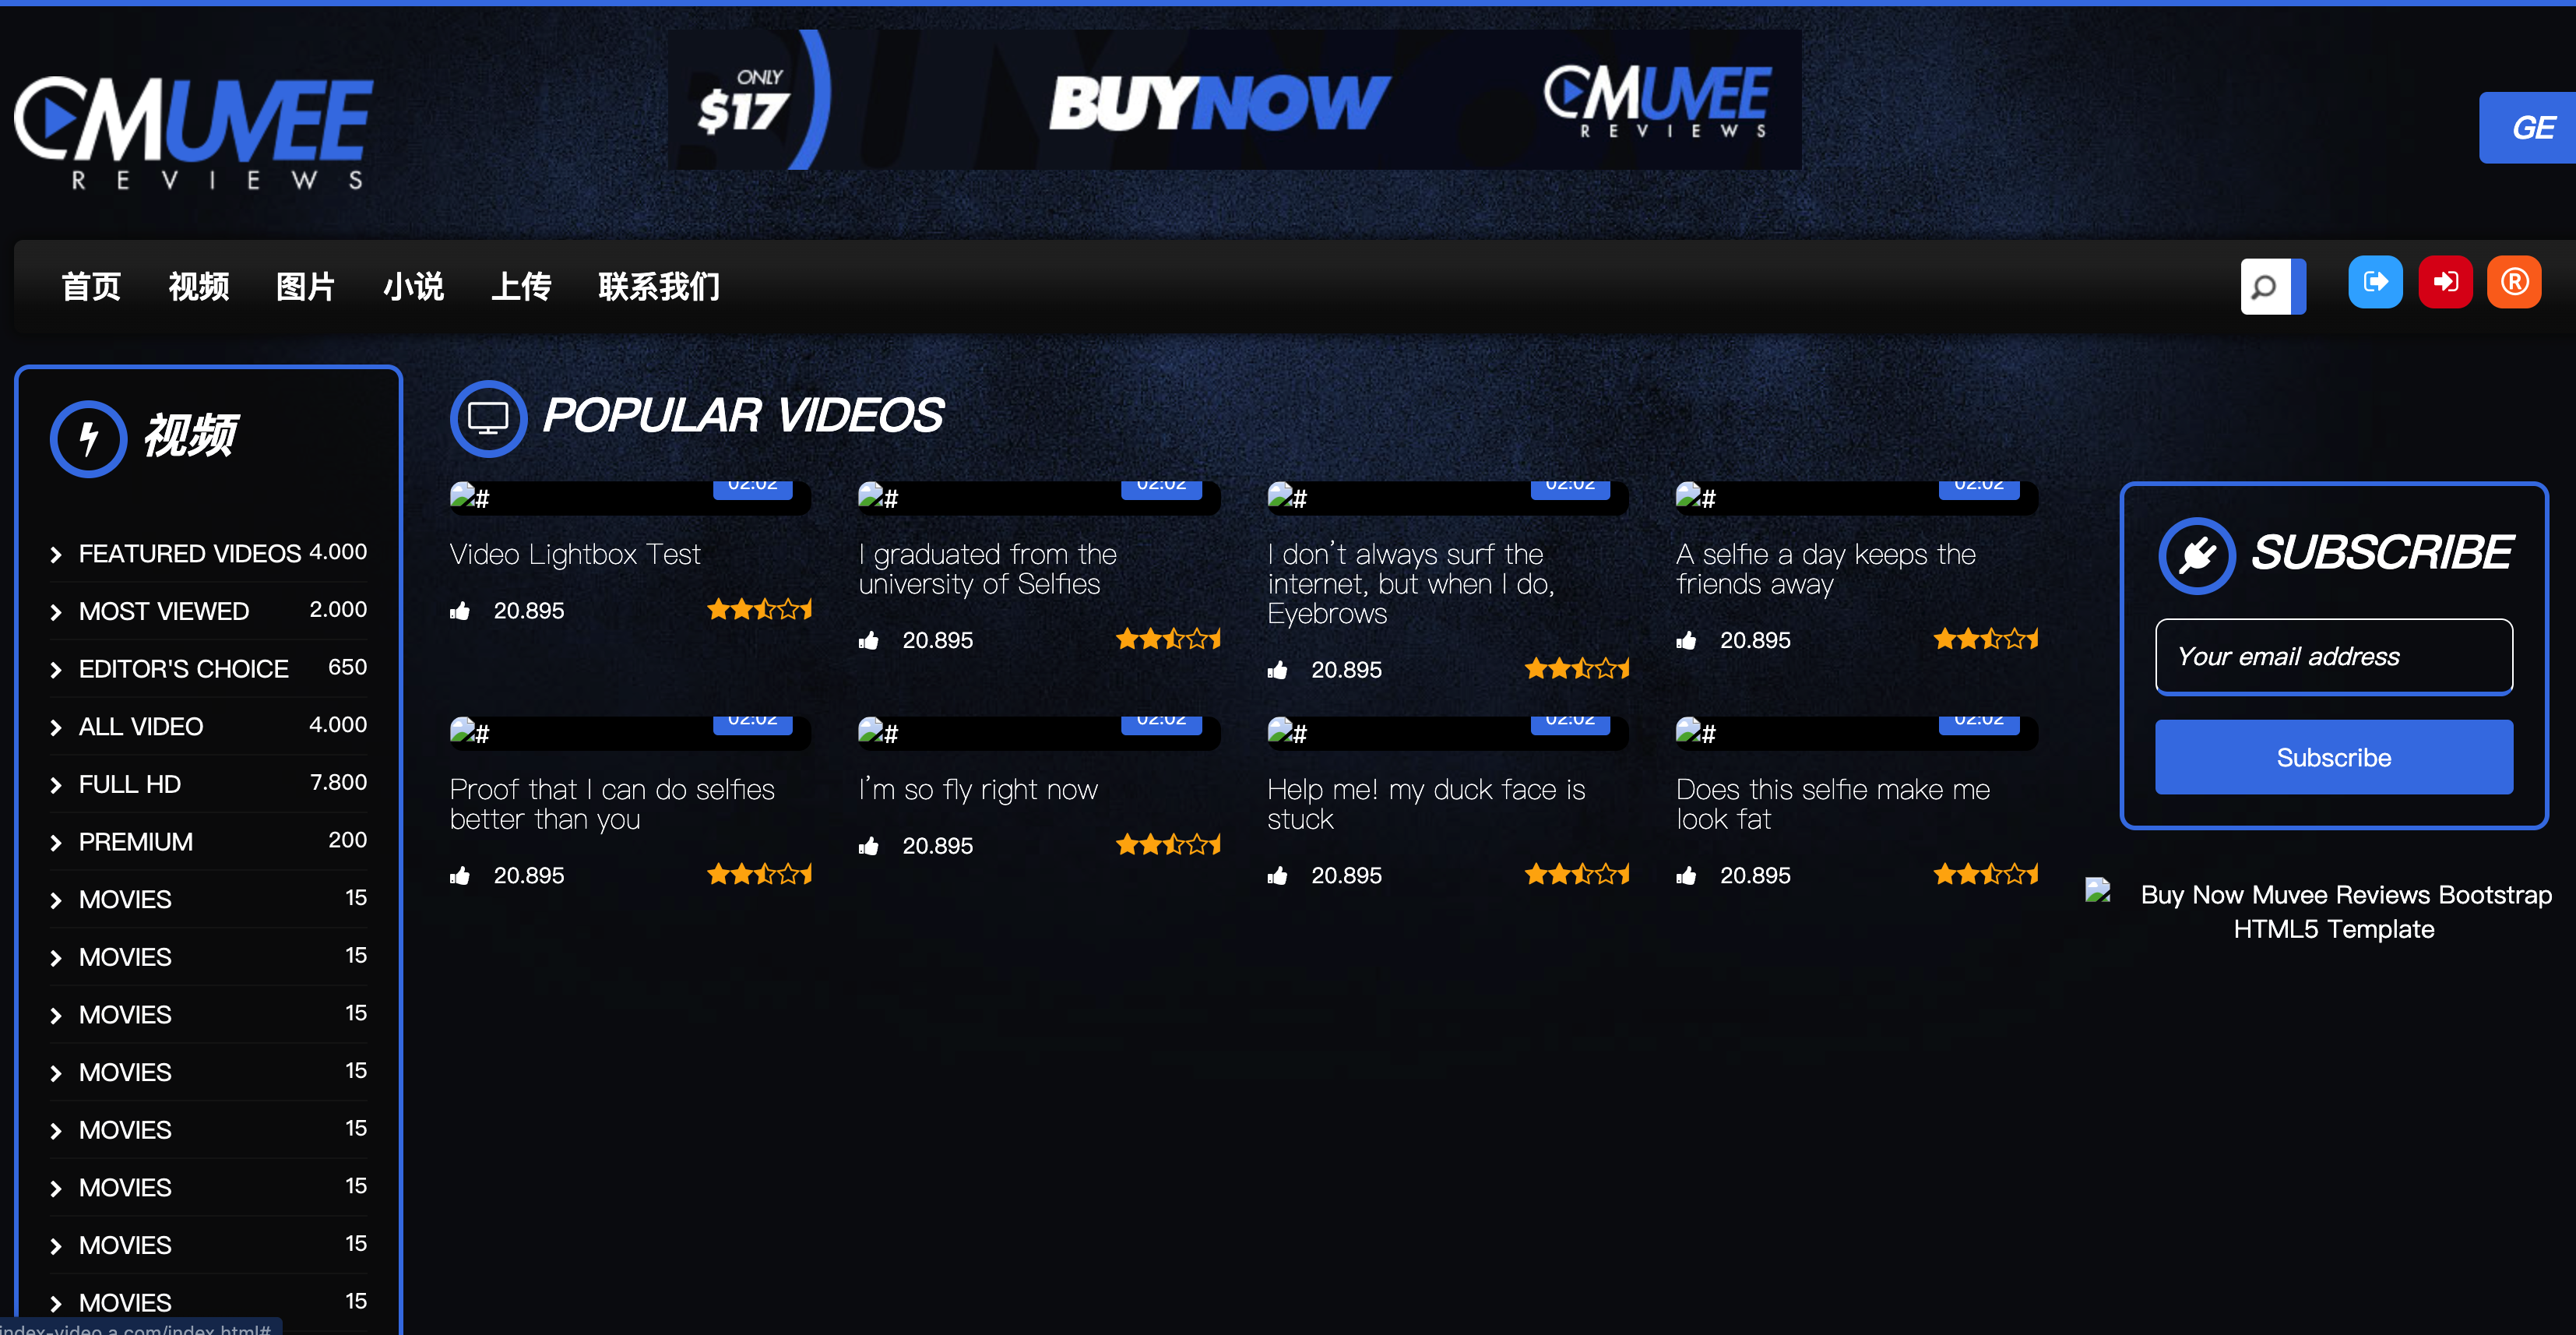 ONLY
$17
BUYNOW
CMUVEE
REVIEWS
CMUVEE
REVIEWS
GE
首页 视频 图片 小说 上传 联系我们
视频
FEATURED VIDEOS 4.000
MOST VIEWED 2.000
EDITOR'S CHOICE 650
ALL VIDEO 4.000
FULL HD 7.800
PREMIUM 200
MOVIES 15
MOVIES 15
MOVIES 15
MOVIES 15
MOVIES 15
MOVIES 15
MOVIES 15
MOVIES 15
POPULAR VIDEOS
# 02:02
Video Lightbox Test
20.895
# 02:02
I graduated from the
university of Selfies
20.895
# 02:02
I don't always surf the
internet, but when I do,
Eyebrows
20.895
# 02:02
A selfie a day keeps the
friends away
20.895
# 02:02
Proof that I can do selfies
better than you
20.895
# 02:02
I'm so fly right now
20.895
# 02:02
Help me! my duck face is
stuck
20.895
# 02:02
Does this selfie make me
look fat
20.895
SUBSCRIBE
Your email address
Subscribe
Buy Now Muvee Reviews Bootstrap
HTML5 Template
index-video.a.com/index.html#